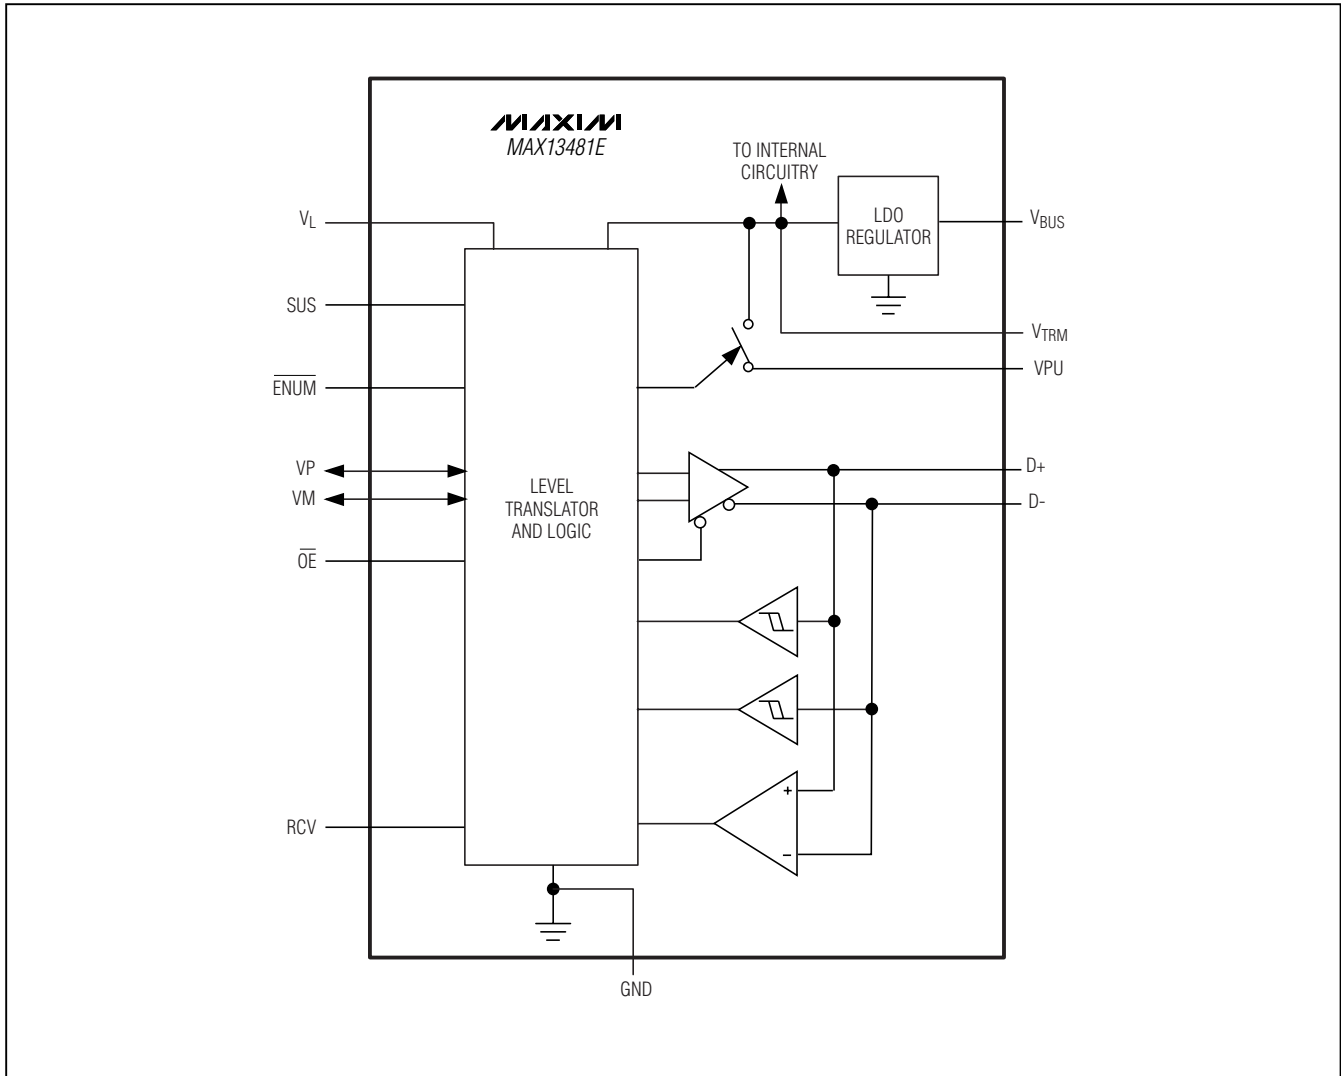 MAXIM
MAX13481E
TO INTERNAL
CIRCUITRY
LDO
REGULATOR
VL
VBUS
SUS
VTRM
VPU
ENUM
VP
VM
LEVEL
TRANSLATOR
AND LOGIC
D+
D-
OE
+
−
RCV
GND